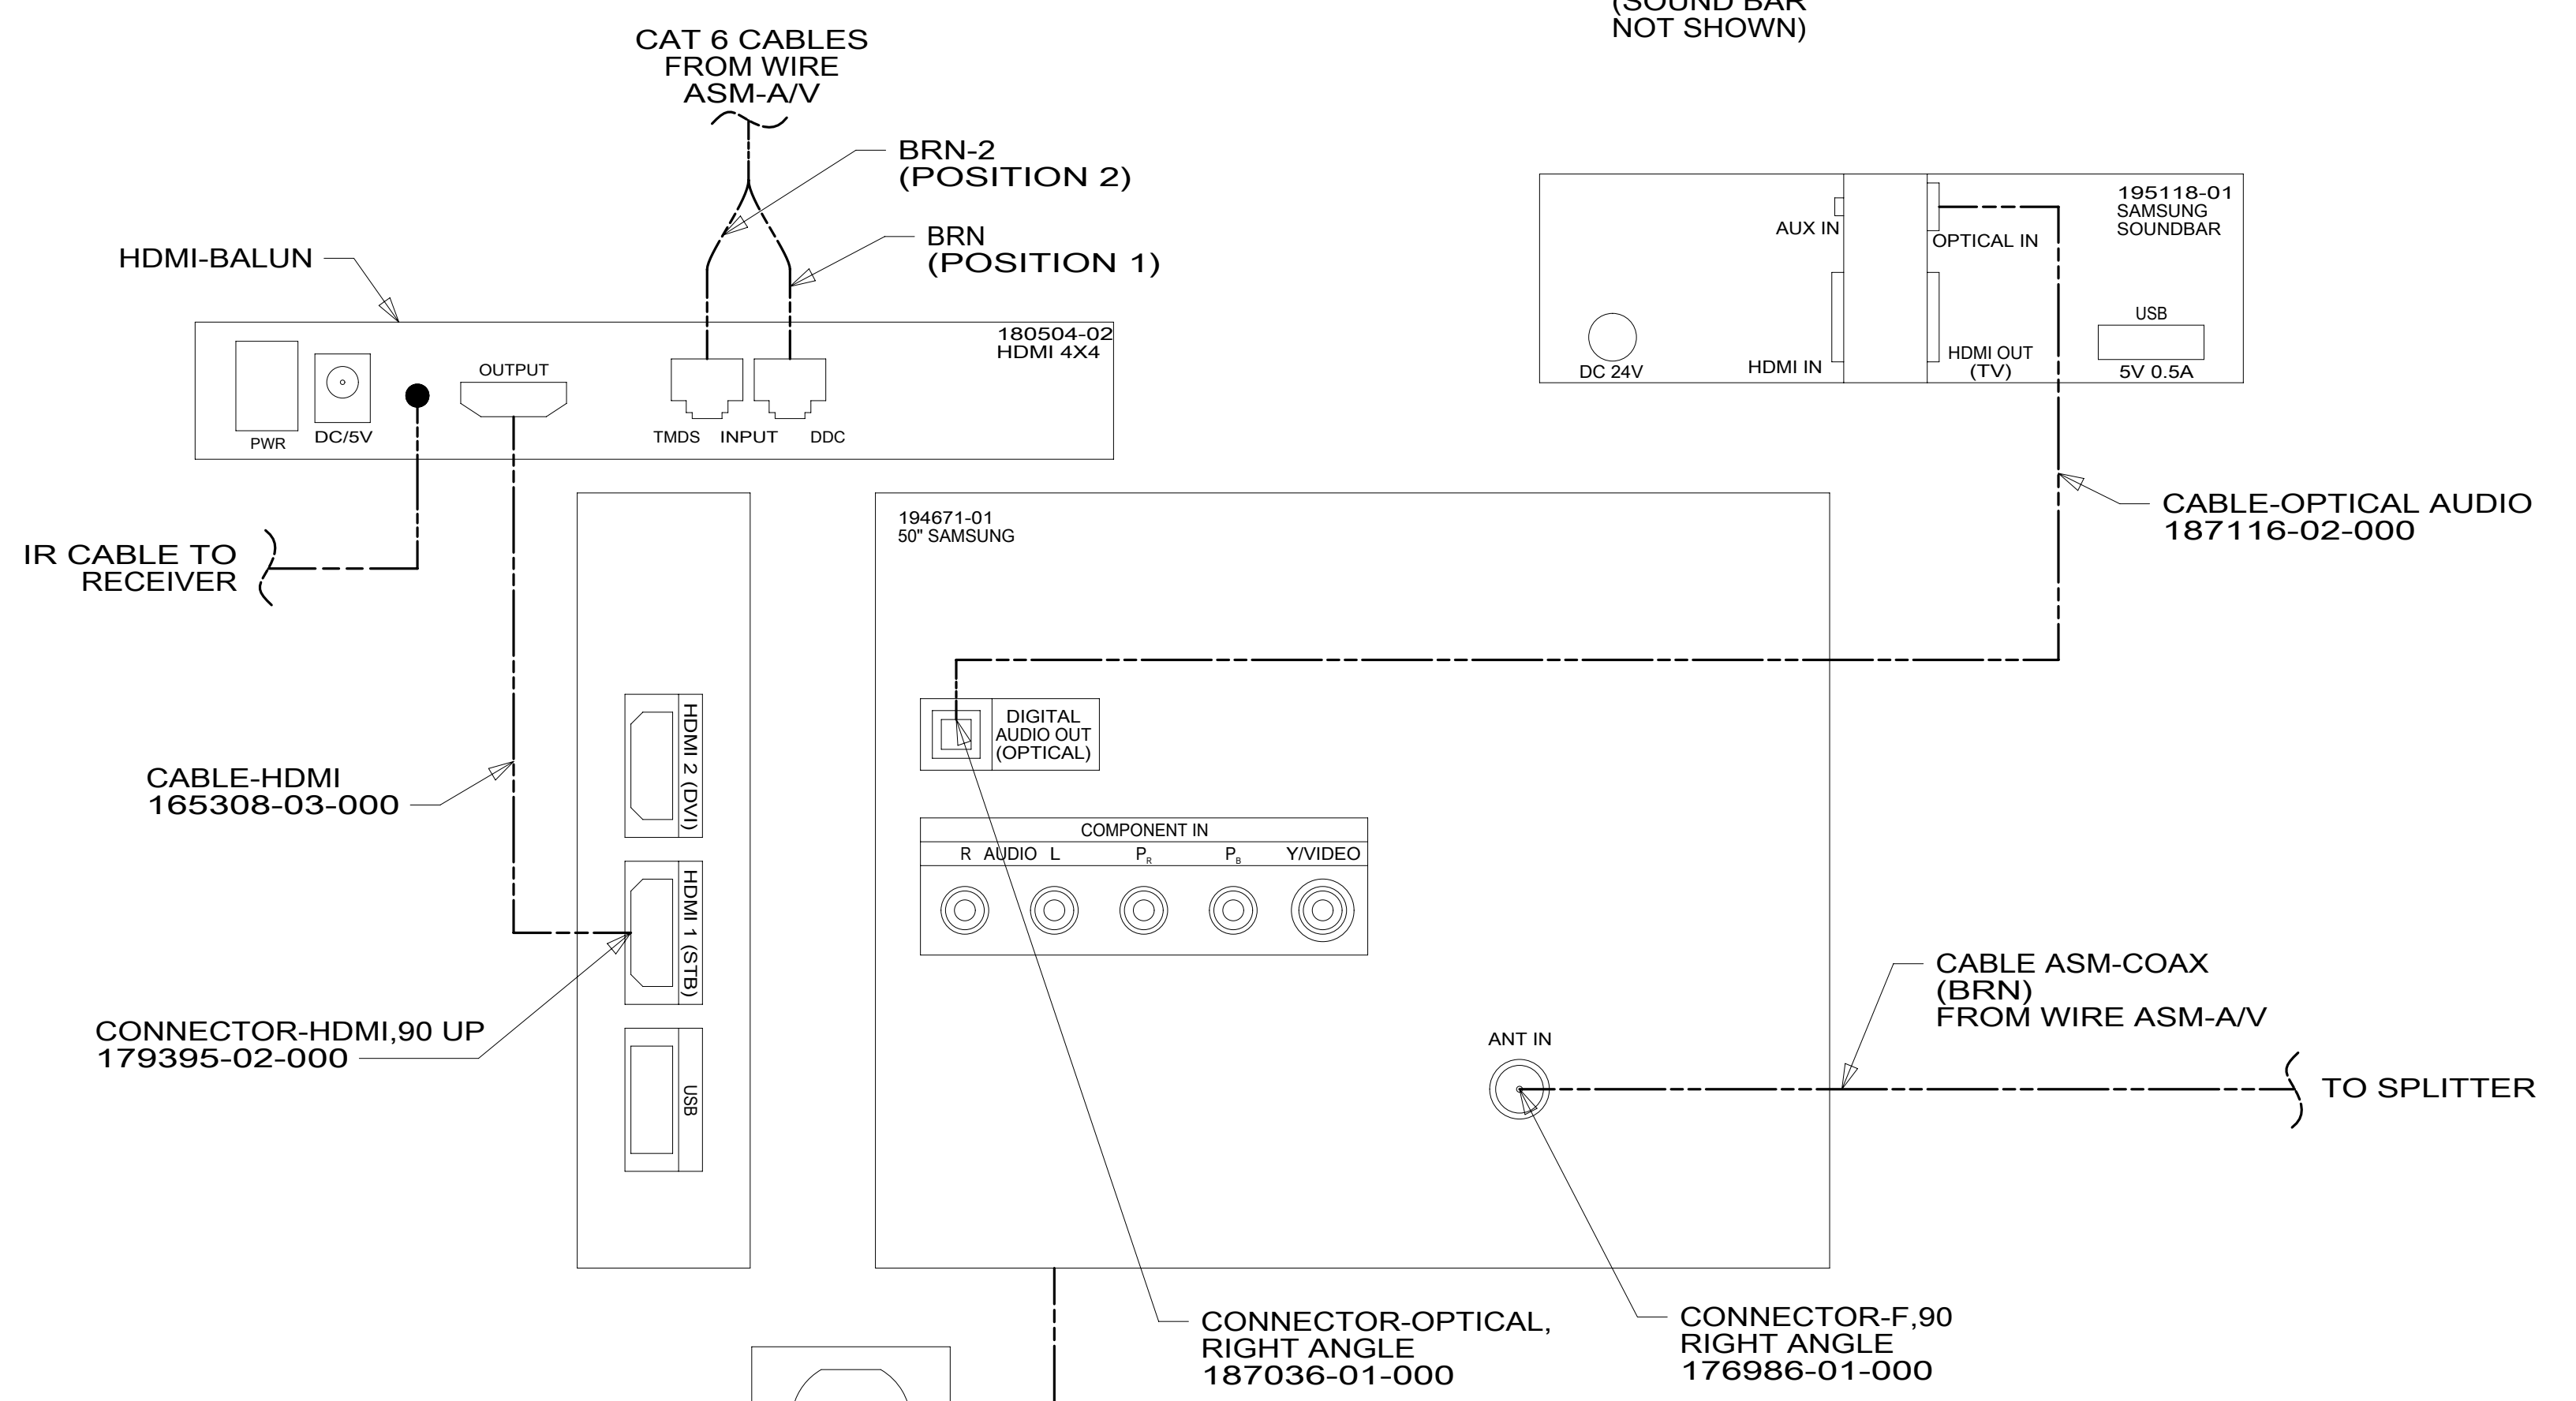 (SOUND BAR
NOT SHOWN)
CAT 6 CABLES
FROM WIRE
ASM-A/V
BRN-2
(POSITION 2)
BRN
(POSITION 1)
HDMI-BALUN
180504-02
HDMI 4X4
OUTPUT
PWR
DC/5V
TMDS
INPUT
DDC
195118-01
SAMSUNG
SOUNDBAR
AUX IN
OPTICAL IN
USB
HDMI IN
HDMI OUT
(TV)
DC 24V
5V 0.5A
CABLE-OPTICAL AUDIO
187116-02-000
IR CABLE TO
RECEIVER
194671-01
50" SAMSUNG
HDMI 2 (DVI)
DIGITAL
AUDIO OUT
(OPTICAL)
CABLE-HDMI
165308-03-000
COMPONENT IN
R AUDIO L PR PB Y/VIDEO
HDMI 1 (STB)
CONNECTOR-HDMI,90 UP
179395-02-000
USB
ANT IN
CABLE ASM-COAX
(BRN)
FROM WIRE ASM-A/V
TO SPLITTER
CONNECTOR-OPTICAL,
RIGHT ANGLE
187036-01-000
CONNECTOR-F,90
RIGHT ANGLE
176986-01-000